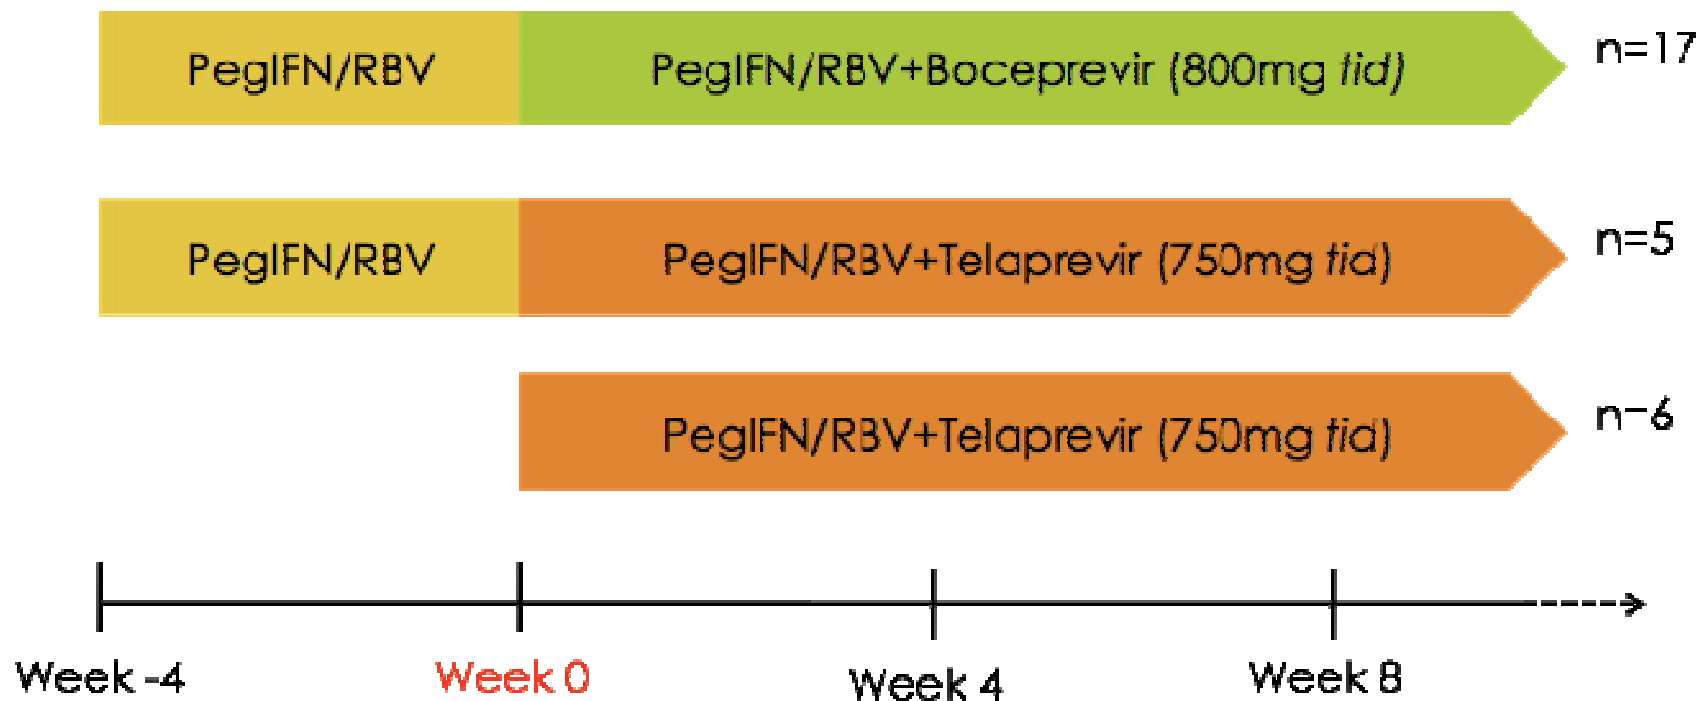 PegIFN/RBV PegIFN/RBV+Boceprevir (800mg tid) n=17
PegIFN/RBV PegIFN/RBV+Telaprevir (750mg tid) n=5
PegIFN/RBV+Telaprevir (750mg tid) n=6
Week -4 Week 0 Week 4 Week 8